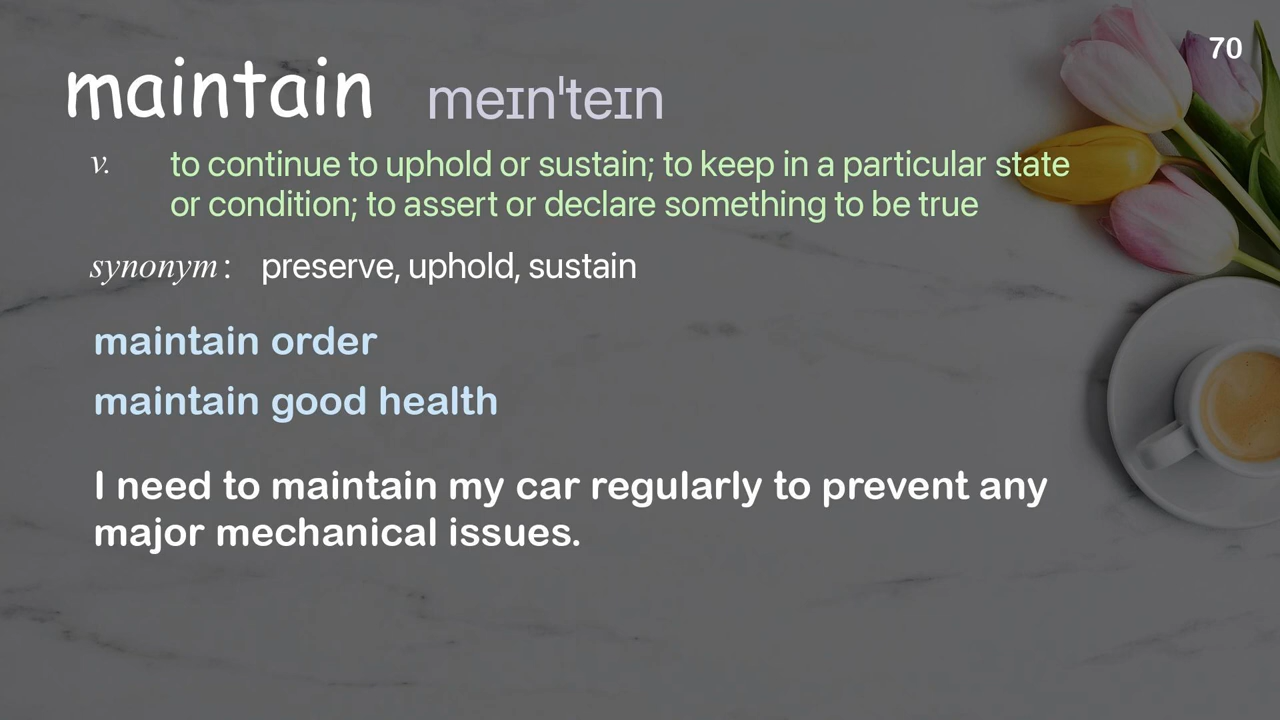 70
maintain meɪn'teɪn
v. to continue to uphold or sustain; to keep in a particular state
or condition; to assert or declare something to be true
synonym: preserve, uphold, sustain
maintain order
maintain good health
I need to maintain my car regularly to prevent any
major mechanical issues.